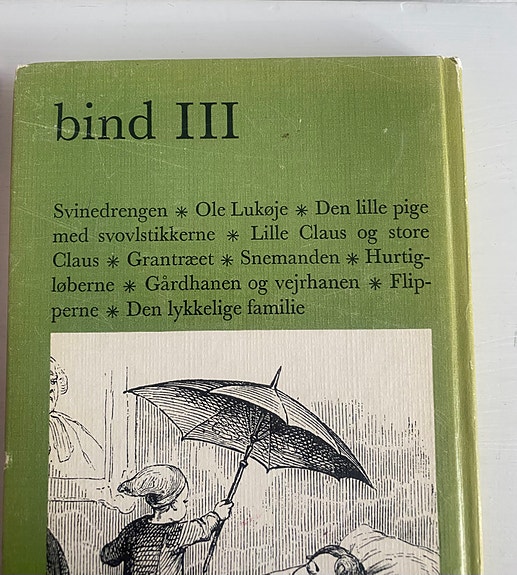 bind III
Svinedrengen * Ole Lukøje * Den lille pige
med svovlstikkerne * Lille Claus og store
Claus * Grantræet * Snemanden * Hurtig-
løberne * Gårdhanen og vejrhanen * Flip-
perne * Den lykkelige familie